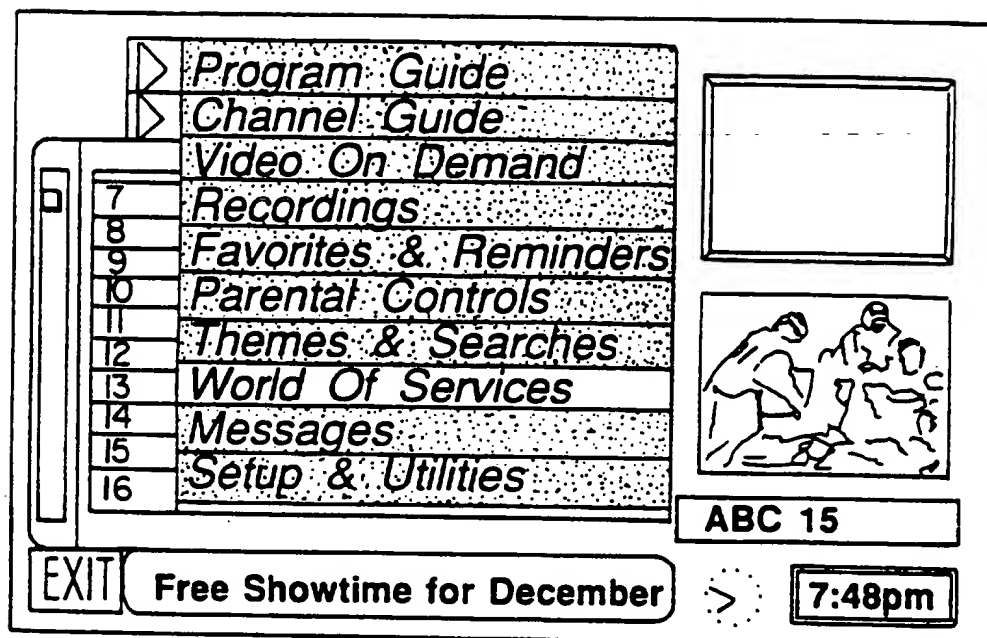 Program Guide
Channel Guide
Video On Demand
7
Recordings
8
Favorites & Reminders
9
10
Parental Controls
11
Themes & Searches
12
13
World Of Services
14
Messages
15
Setup & Utilities
16
ABC 15
EXIT
Free Showtime for December
7:48pm